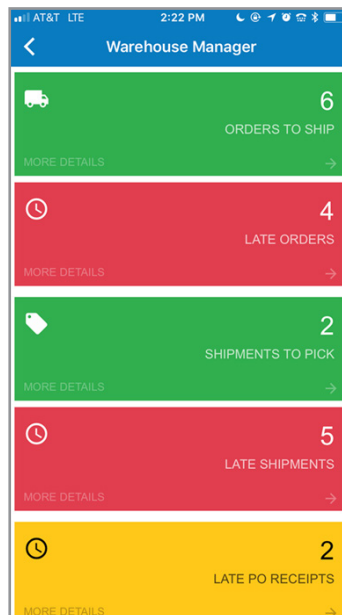 AT&T LTE 2:22 PM
Warehouse Manager
6
ORDERS TO SHIP
MORE DETAILS
4
LATE ORDERS
MORE DETAILS
2
SHIPMENTS TO PICK
MORE DETAILS
5
LATE SHIPMENTS
MORE DETAILS
2
LATE PO RECEIPTS
MORE DETAILS